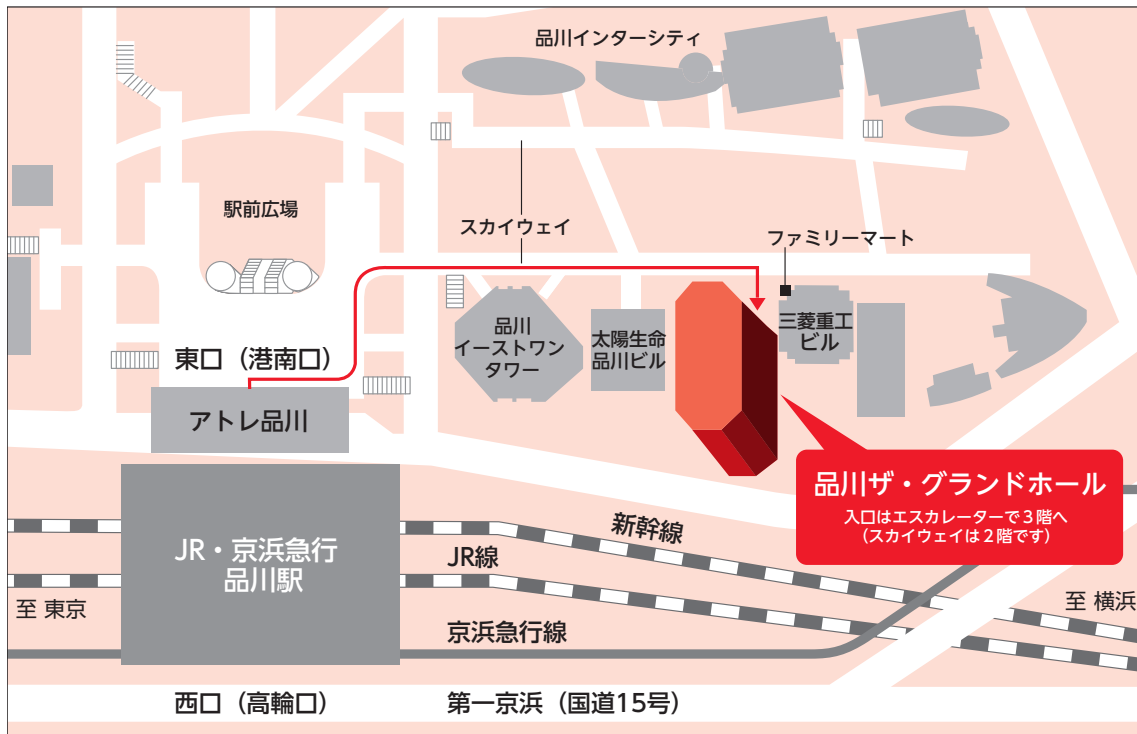 品川インターシティ
駅前広場
スカイウェイ
ファミリーマート
品川
イーストワン
タワー
太陽生命
品川ビル
三菱重工
ビル
東口（港南口）
アトレ品川
品川ザ・グランドホール
入口はエスカレーターで３階へ
（スカイウェイは２階です）
新幹線
JR・京浜急行
品川駅
JR線
至 東京
至 横浜
京浜急行線
西口（高輪口）
第一京浜（国道15号）